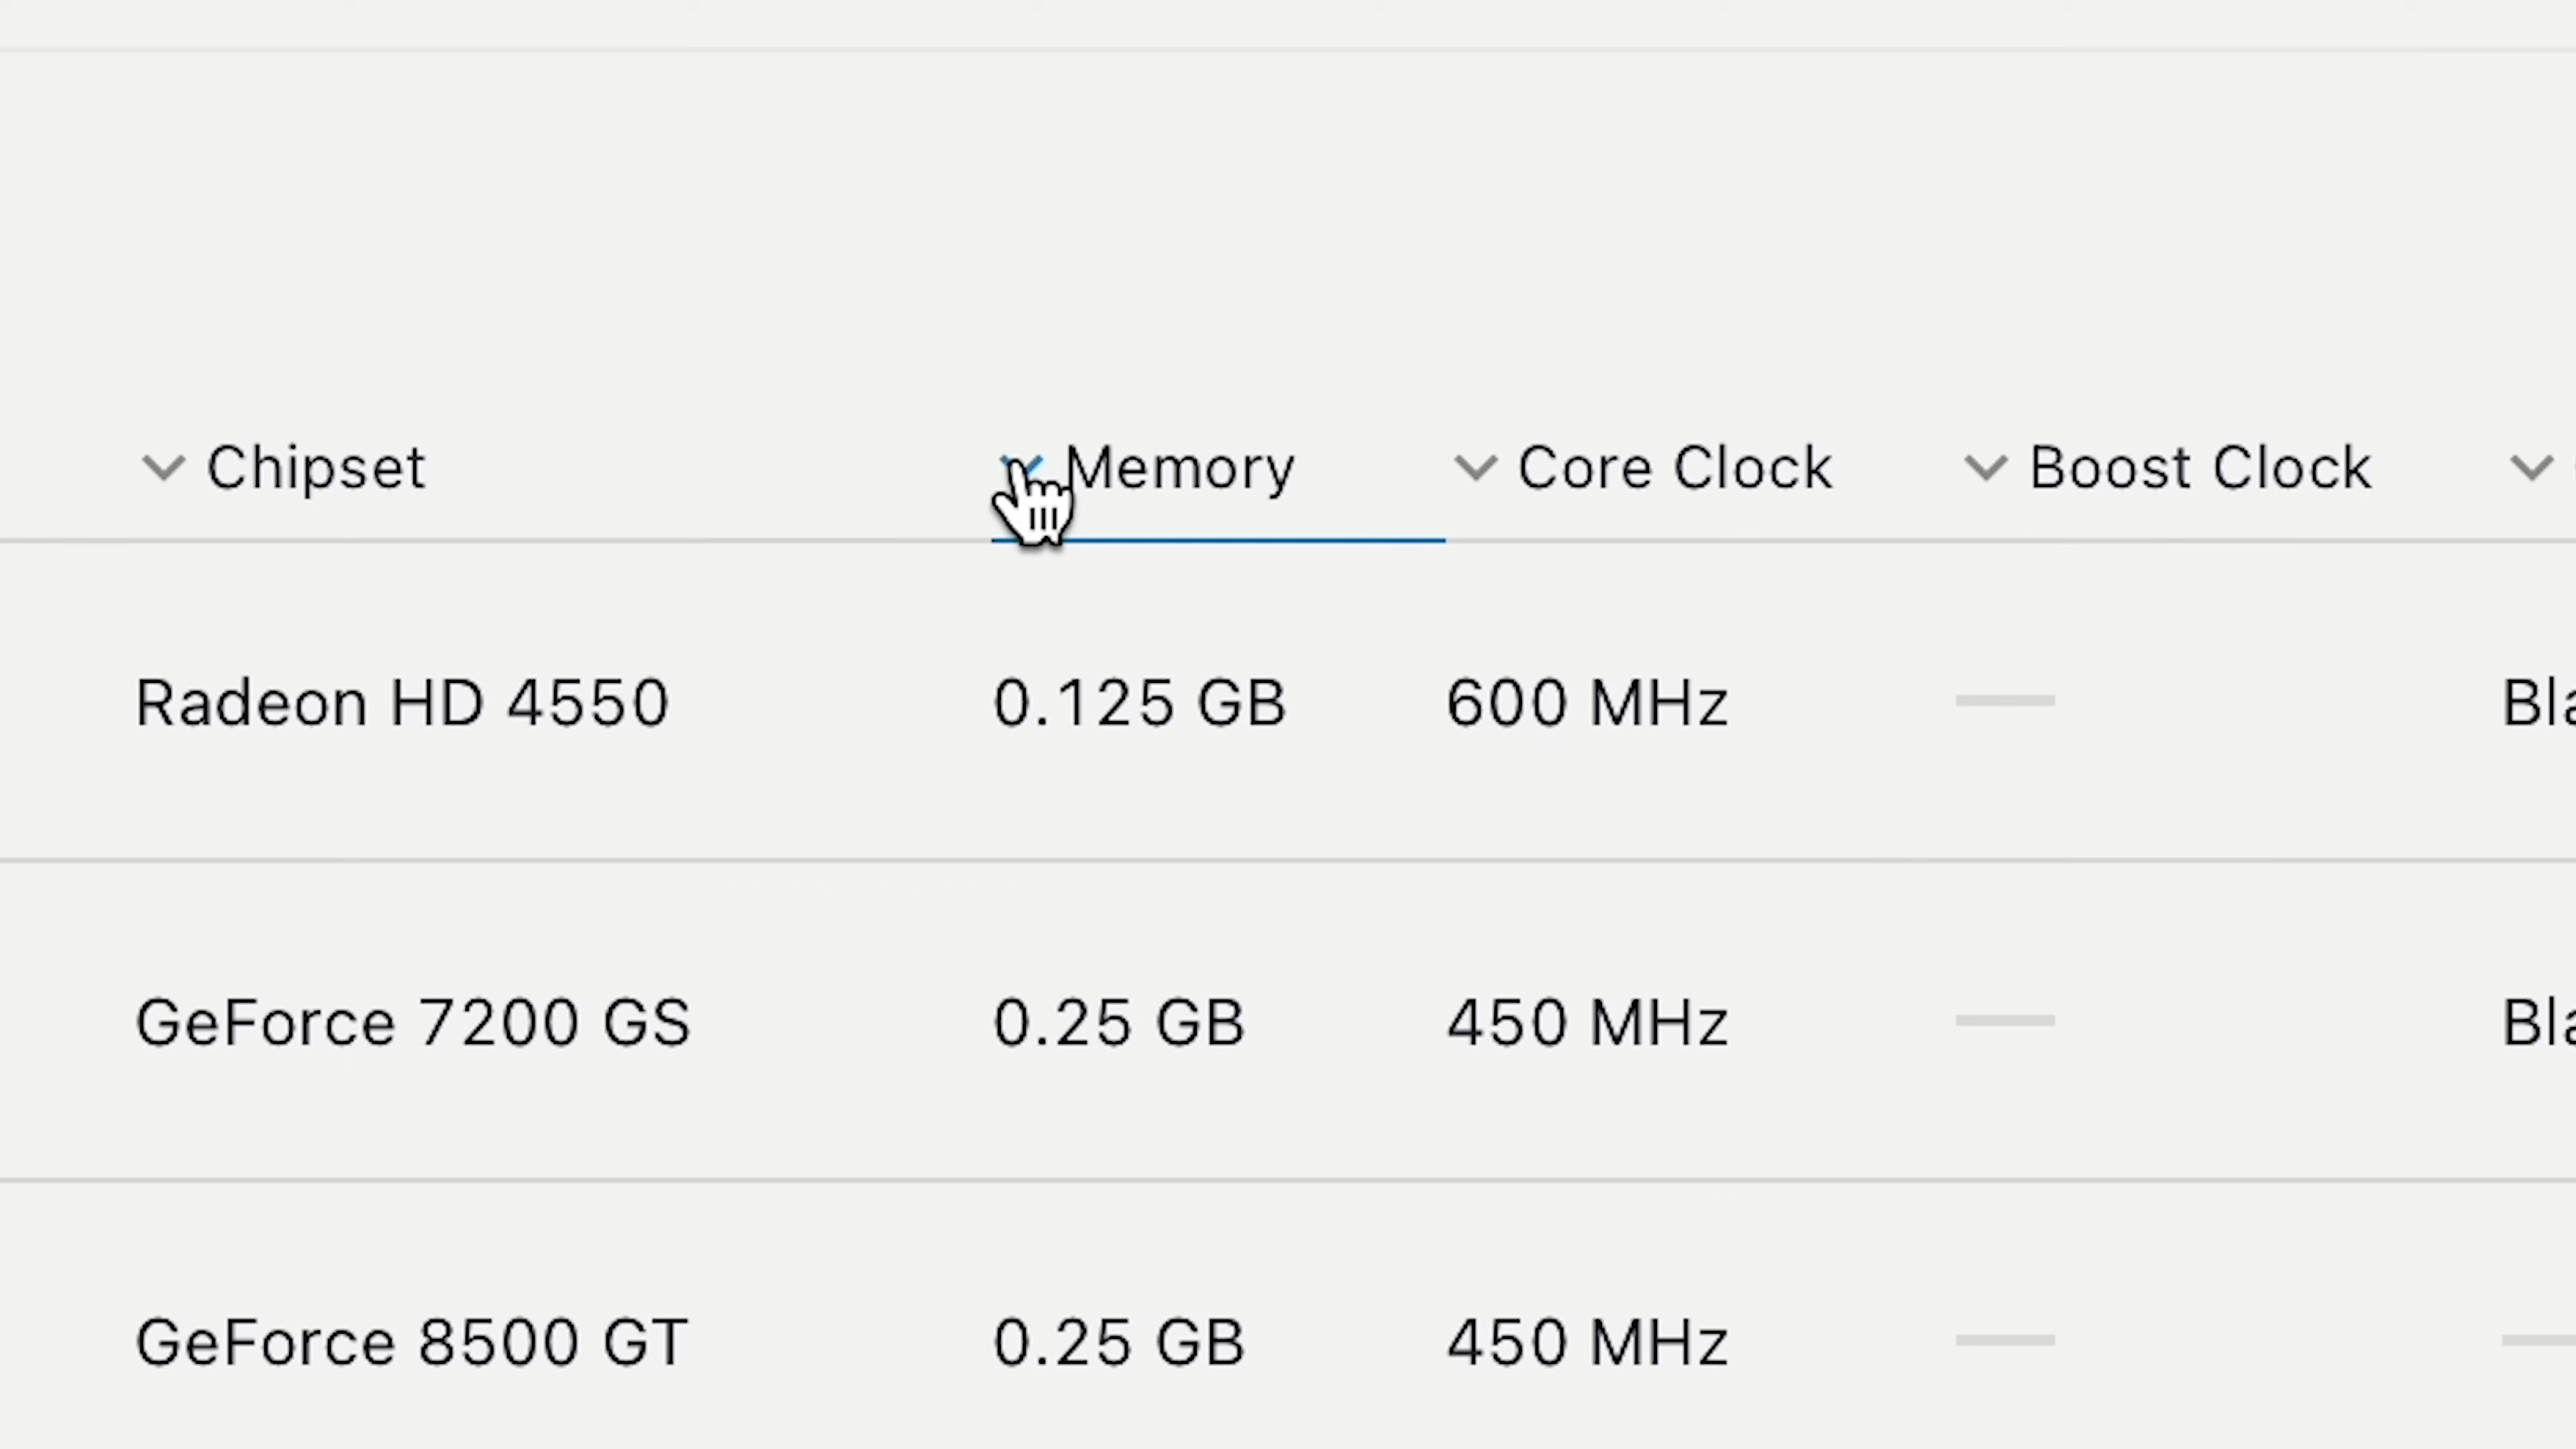 Chipset Memory Core Clock Boost Clock
Radeon HD 4550 0.125 GB 600 MHz —
GeForce 7200 GS 0.25 GB 450 MHz —
GeForce 8500 GT 0.25 GB 450 MHz — —